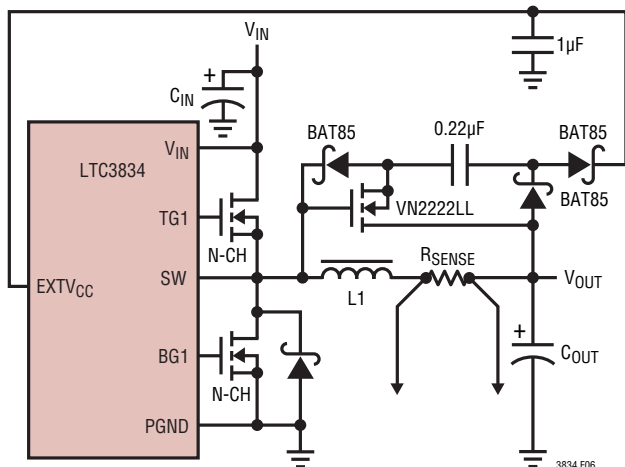 V_IN
1µF
C_IN
+
LTC3834
V_IN
TG1
N-CH
SW
EXTV_CC
BG1
N-CH
PGND
BAT85
0.22µF
BAT85
VN2222LL
BAT85
L1
R_SENSE
V_OUT
+
C_OUT
3834 F06